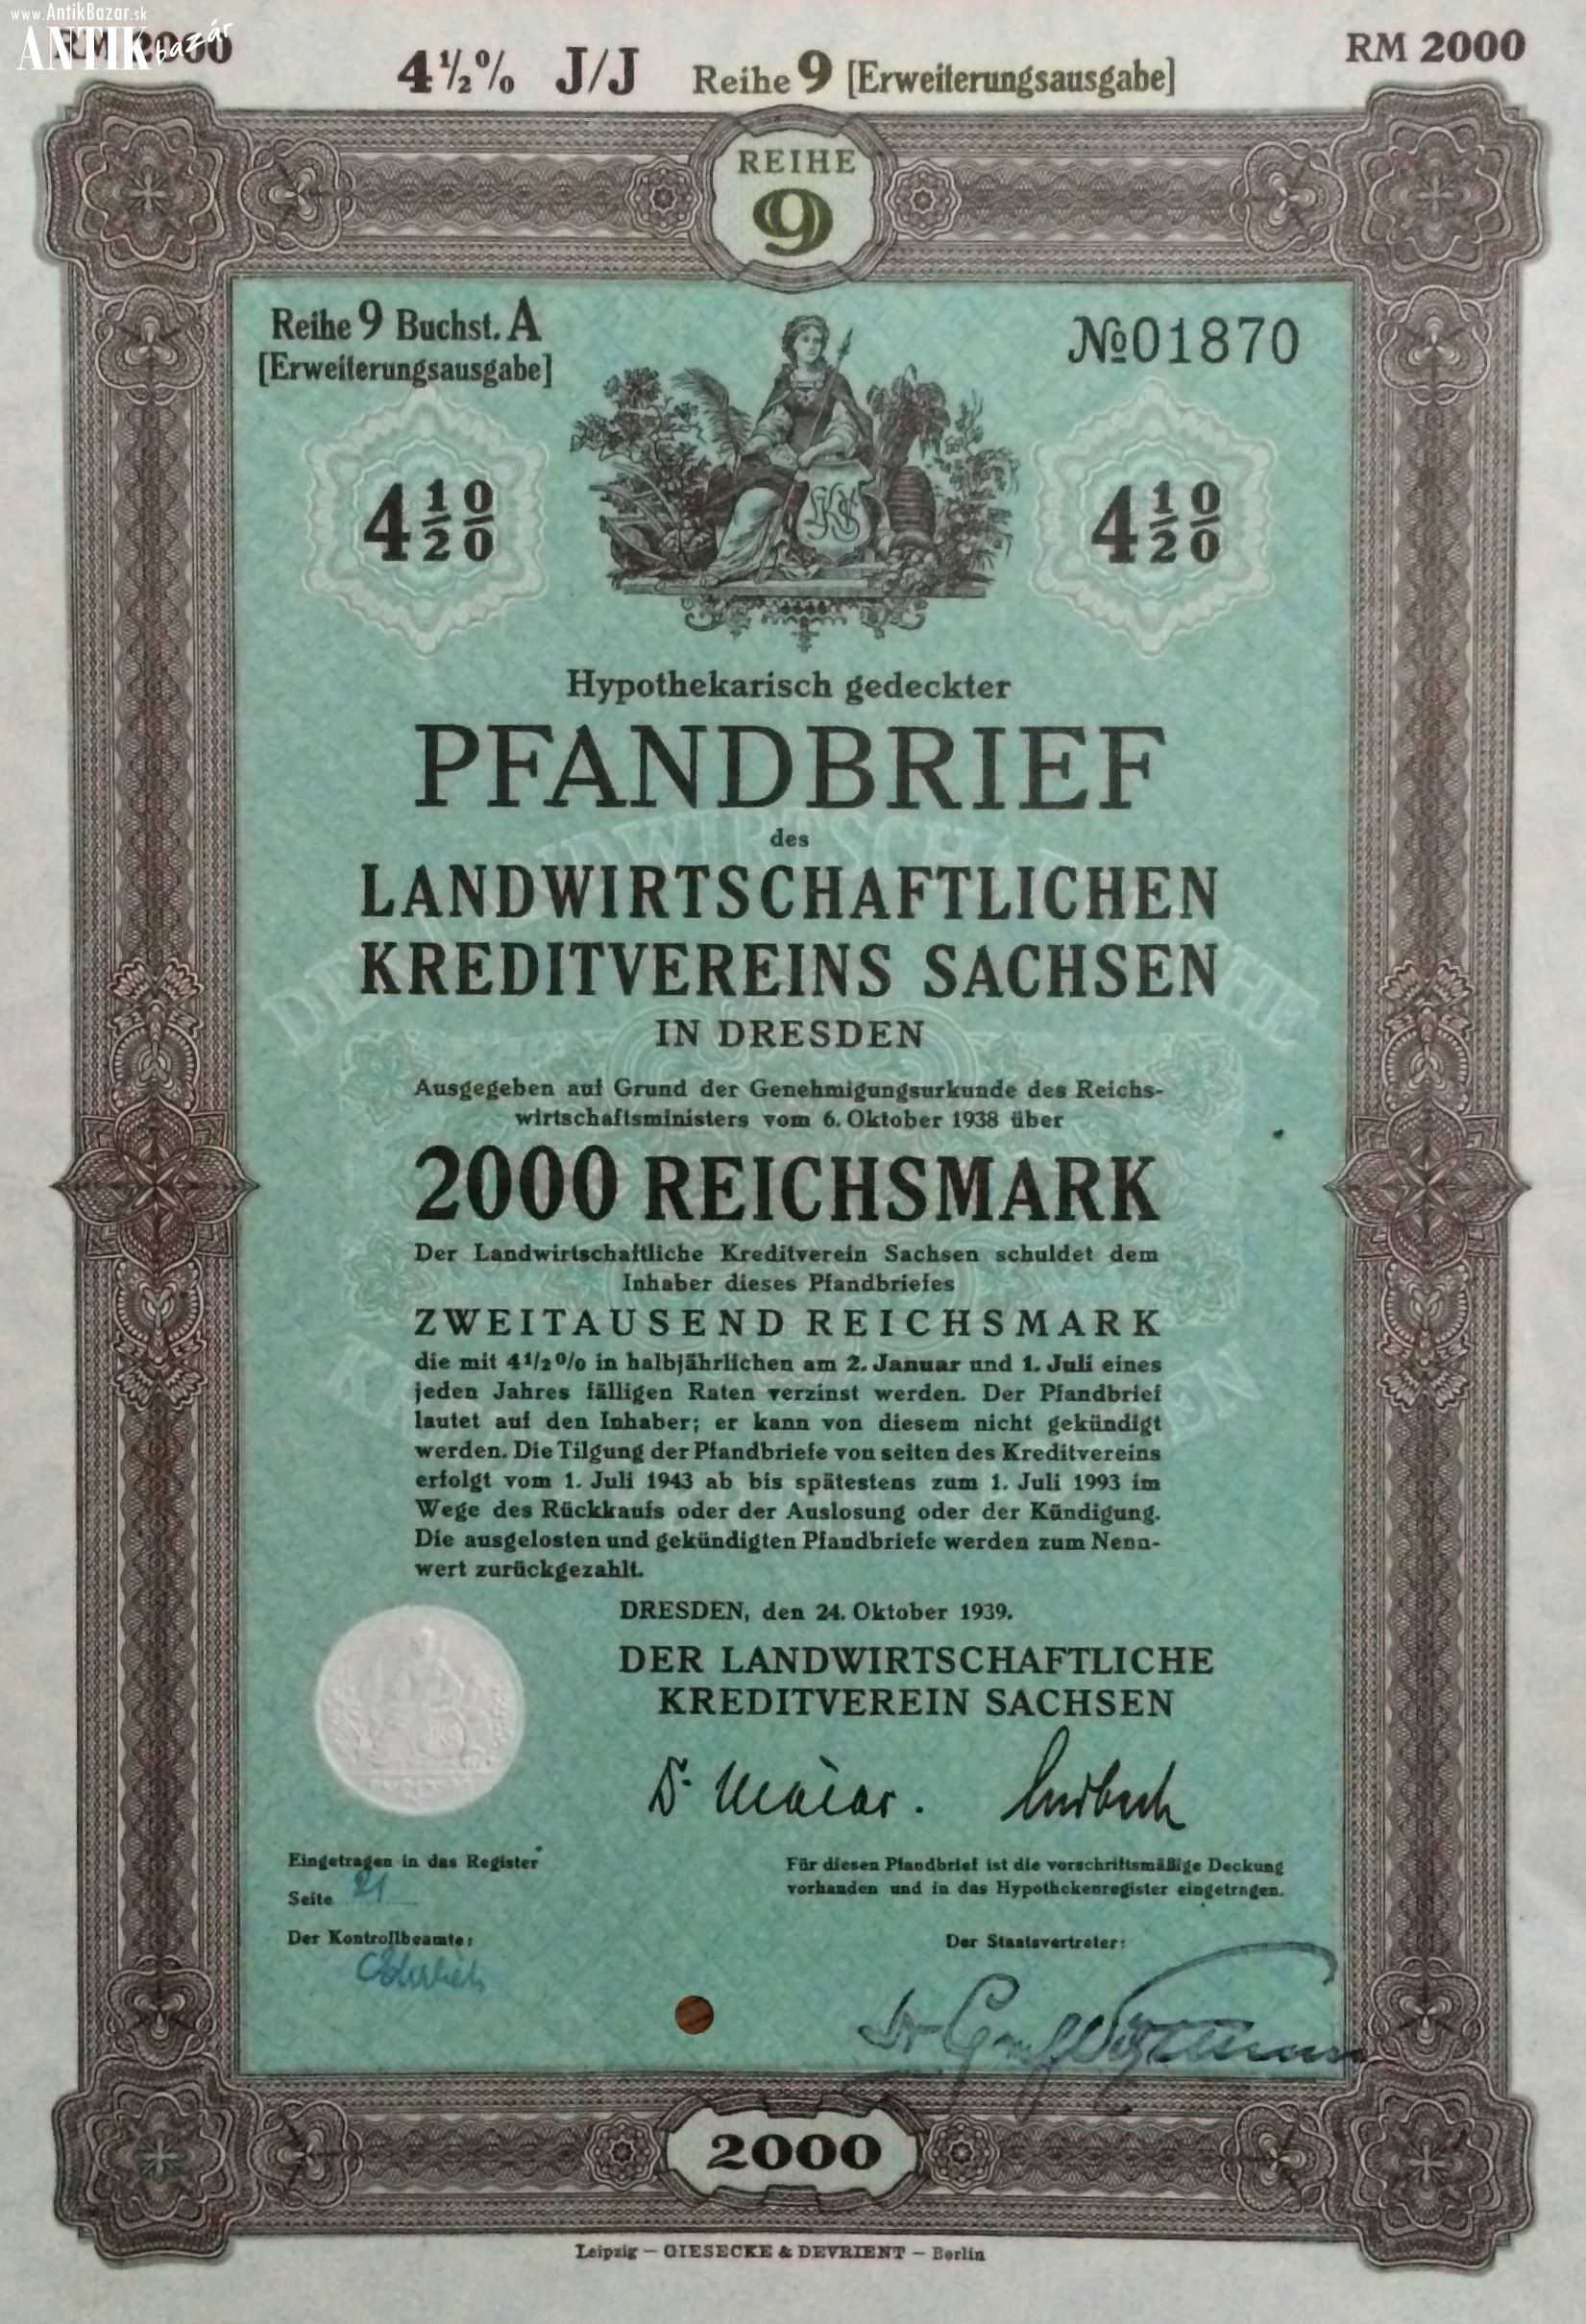 www.AntikBazar.sk
ANTIK bazár
RM 2000
4½% J/J Reihe 9 [Erweiterungsausgabe]
RM 2000
REIHE
9
Reihe 9 Buchst. A
[Erweiterungsausgabe]
№01870
4½%
4½%
KS
Hypothekarisch gedeckter
PFANDBRIEF
des
LANDWIRTSCHAFTLICHEN
KREDITVEREINS SACHSEN
IN DRESDEN
Ausgegeben auf Grund der Genehmigungsurkunde des Reichs-
wirtschaftsministers vom 6. Oktober 1938 über
2000 REICHSMARK
Der Landwirtschaftliche Kreditverein Sachsen schuldet dem
Inhaber dieses Pfandbriefes
ZWEITAUSEND REICHSMARK
die mit 4½% in halbjährlichen am 2. Januar und 1. Juli eines
jeden Jahres fälligen Raten verzinst werden. Der Pfandbrief
lautet auf den Inhaber; er kann von diesem nicht gekündigt
werden. Die Tilgung der Pfandbriefe von seiten des Kreditvereins
erfolgt vom 1. Juli 1943 ab bis spätestens zum 1. Juli 1993 im
Wege des Rückkaufs oder der Auslosung oder der Kündigung.
Die ausgelosten und gekündigten Pfandbriefe werden zum Nenn-
wert zurückgezahlt.
DRESDEN, den 24. Oktober 1939.
DER LANDWIRTSCHAFTLICHE
KREDITVEREIN SACHSEN
Eingetragen in das Register
Seite 21
Für diesen Pfandbrief ist die vorschriftsmäßige Deckung
vorhanden und in das Hypothekenregister eingetragen.
Der Kontrollbeamte:
Der Staatsvertreter:
2000
Leipzig — GIESECKE & DEVRIENT — Berlin